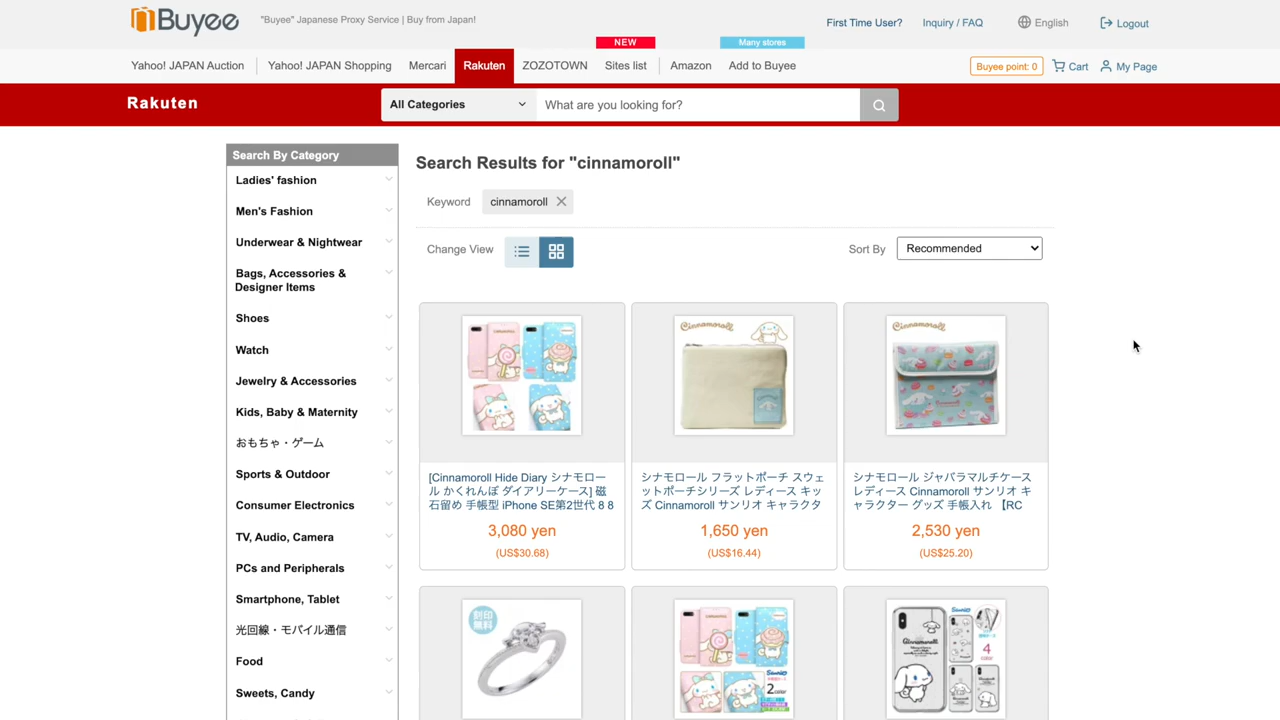 Buyee
"Buyee" Japanese Proxy Service | Buy from Japan!
First Time User?
Inquiry / FAQ
English
Logout
NEW
Many stores
Yahoo! JAPAN Auction
Yahoo! JAPAN Shopping
Mercari
Rakuten
ZOZOTOWN
Sites list
Amazon
Add to Buyee
Buyee point: 0
Cart
My Page
Rakuten
All Categories
What are you looking for?
Search By Category
Ladies' fashion
Men's Fashion
Underwear & Nightwear
Bags, Accessories &
Designer Items
Shoes
Watch
Jewelry & Accessories
Kids, Baby & Maternity
おもちゃ・ゲーム
Sports & Outdoor
Consumer Electronics
TV, Audio, Camera
PCs and Peripherals
Smartphone, Tablet
光回線・モバイル通信
Food
Sweets, Candy
Search Results for "cinnamoroll"
Keyword
cinnamoroll
Change View
Sort By
Recommended
Cinnamoroll
Cinnamoroll
[Cinnamoroll Hide Diary シナモロー
ル かくれんぼ ダイアリーケース] 磁
石留め 手帳型 iPhone SE第2世代 8 8
3,080 yen
(US$30.68)
シナモロール フラットポーチ スウェ
ットポーチシリーズ レディース キッ
ズ Cinnamoroll サンリオ キャラクタ
1,650 yen
(US$16.44)
シナモロール ジャバラマルチケース
レディース Cinnamoroll サンリオ キ
ャラクター グッズ 手帳入れ 【RC
2,530 yen
(US$25.20)
刻印
無料
Sanrio
2color
Sanrio
4
COLOR
Cinnamoroll